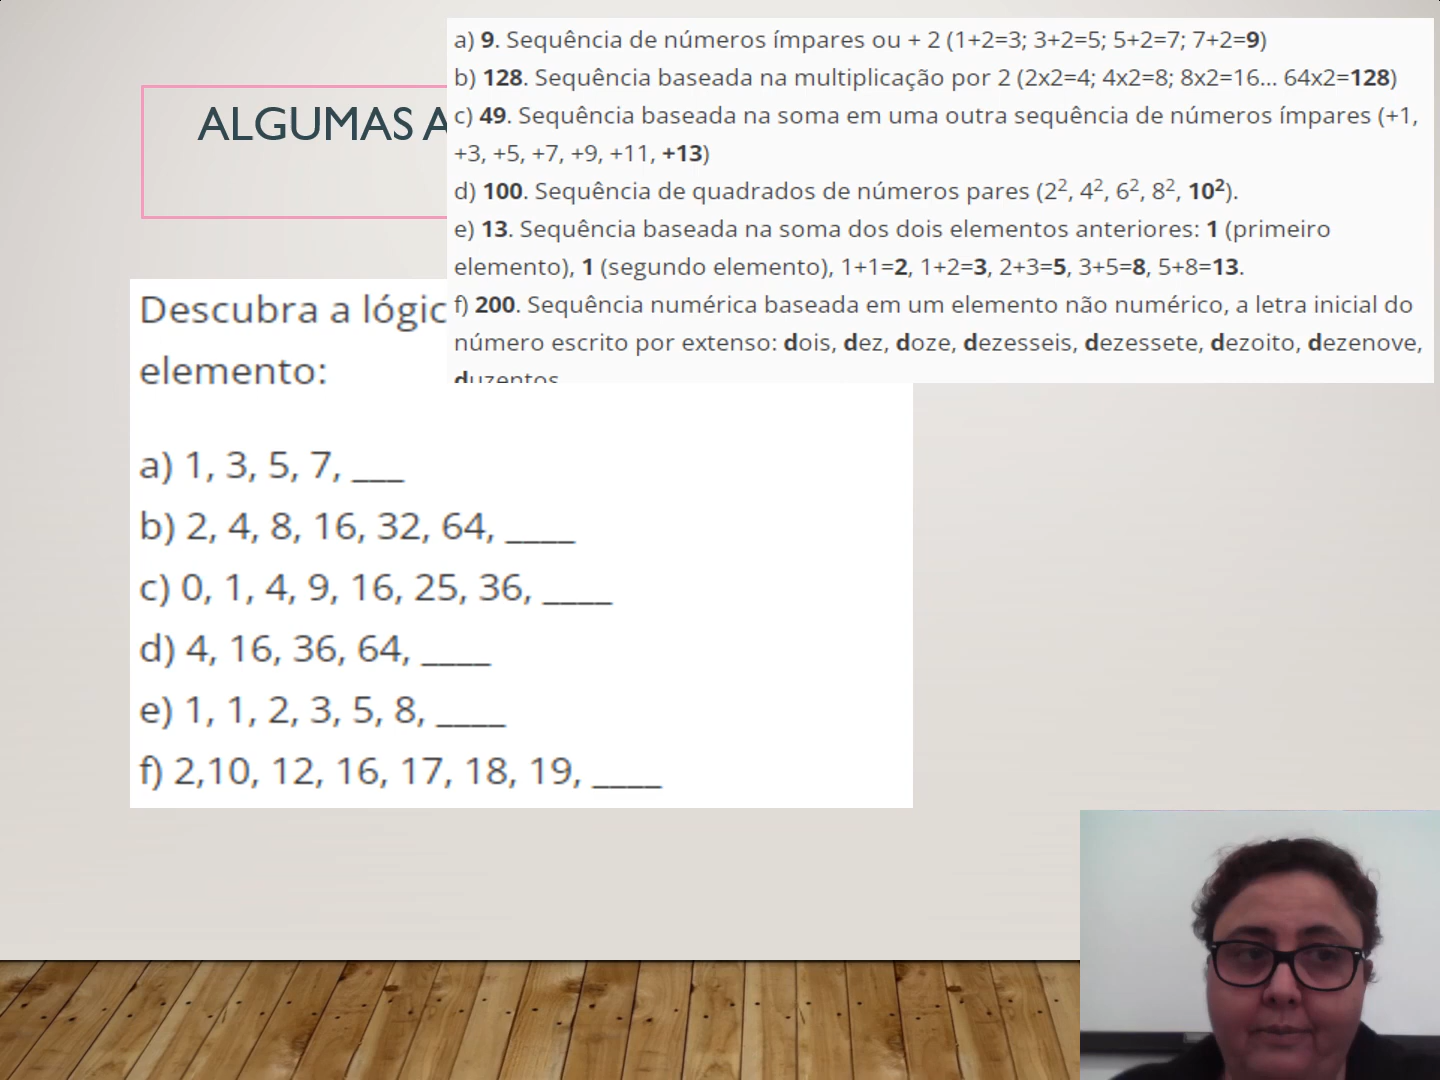 ALGUMAS A
a) 9. Sequência de números ímpares ou + 2 (1+2=3; 3+2=5; 5+2=7; 7+2=9)
b) 128. Sequência baseada na multiplicação por 2 (2x2=4; 4x2=8; 8x2=16... 64x2=128)
c) 49. Sequência baseada na soma em uma outra sequência de números ímpares (+1,
+3, +5, +7, +9, +11, +13)
d) 100. Sequência de quadrados de números pares (2², 4², 6², 8², 10²).
e) 13. Sequência baseada na soma dos dois elementos anteriores: 1 (primeiro
elemento), 1 (segundo elemento), 1+1=2, 1+2=3, 2+3=5, 3+5=8, 5+8=13.
f) 200. Sequência numérica baseada em um elemento não numérico, a letra inicial do
número escrito por extenso: dois, dez, doze, dezesseis, dezessete, dezoito, dezenove,
duzentos
Descubra a lógic
elemento:
a) 1, 3, 5, 7, ___
b) 2, 4, 8, 16, 32, 64, ____
c) 0, 1, 4, 9, 16, 25, 36, ____
d) 4, 16, 36, 64, ____
e) 1, 1, 2, 3, 5, 8, ____
f) 2,10, 12, 16, 17, 18, 19, ____